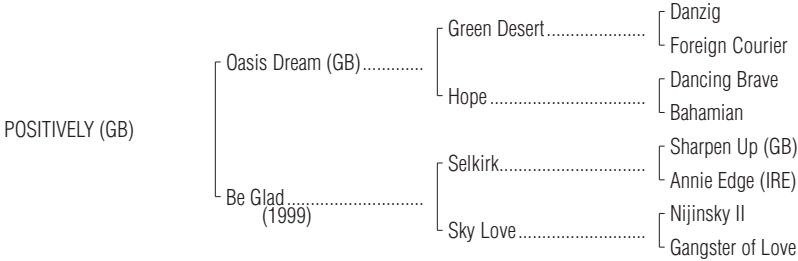 Danzig
Green Desert......................
Foreign Courier
Oasis Dream (GB).............
Dancing Brave
Hope.................................
Bahamian
POSITIVELY (GB)
Sharpen Up (GB)
Selkirk...............................
Annie Edge (IRE)
Be Glad.............................
(1999)
Nijinsky II
Sky Love...........................
Gangster of Love